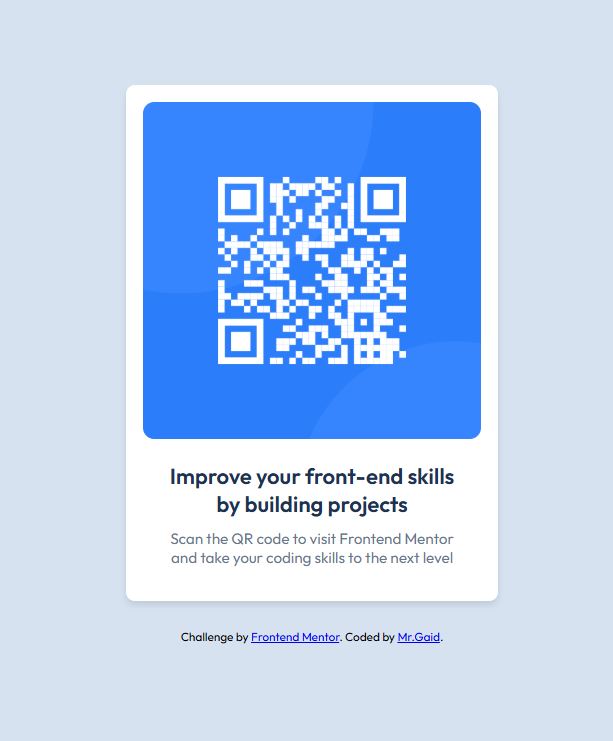 Improve your front-end skills
by building projects
Scan the QR code to visit Frontend Mentor
and take your coding skills to the next level
Challenge by Frontend Mentor. Coded by Mr.Gaid.